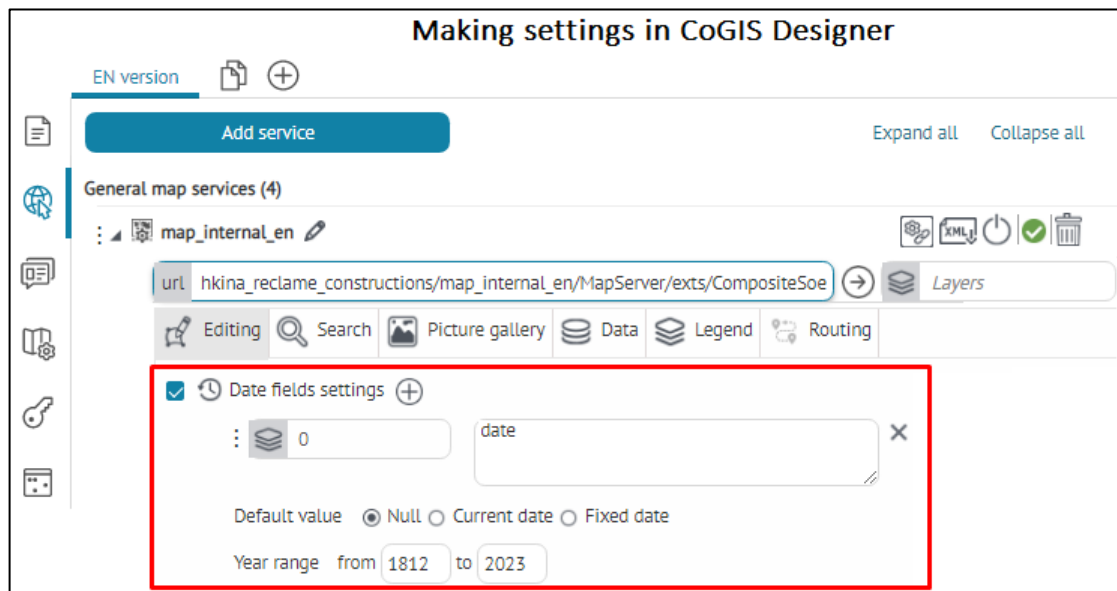 Making settings in CoGIS Designer
EN version
Add service
Expand all Collapse all
General map services (4)
map_internal_en
XML
url hkina_reclame_constructions/map_internal_en/MapServer/exts/CompositeSoe
Layers
Editing Search Picture gallery Data Legend Routing
Date fields settings
0 date
Default value Null Current date Fixed date
Year range from 1812 to 2023